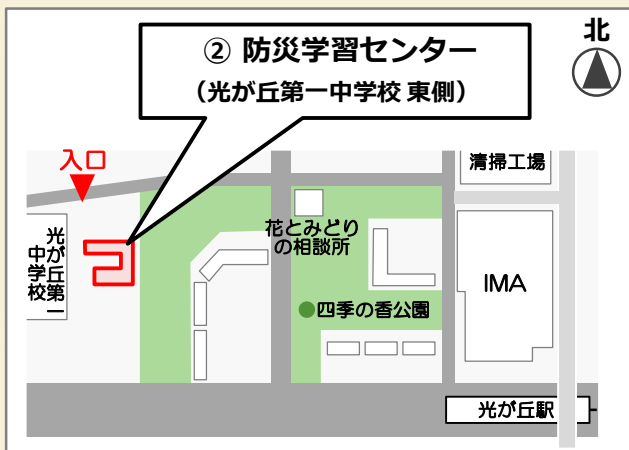 ② 防災学習センター
（光が丘第一中学校 東側）
北
入口
清掃工場
光が丘第一
中学校
花とみどり
の相談所
IMA
四季の香公園
光が丘駅